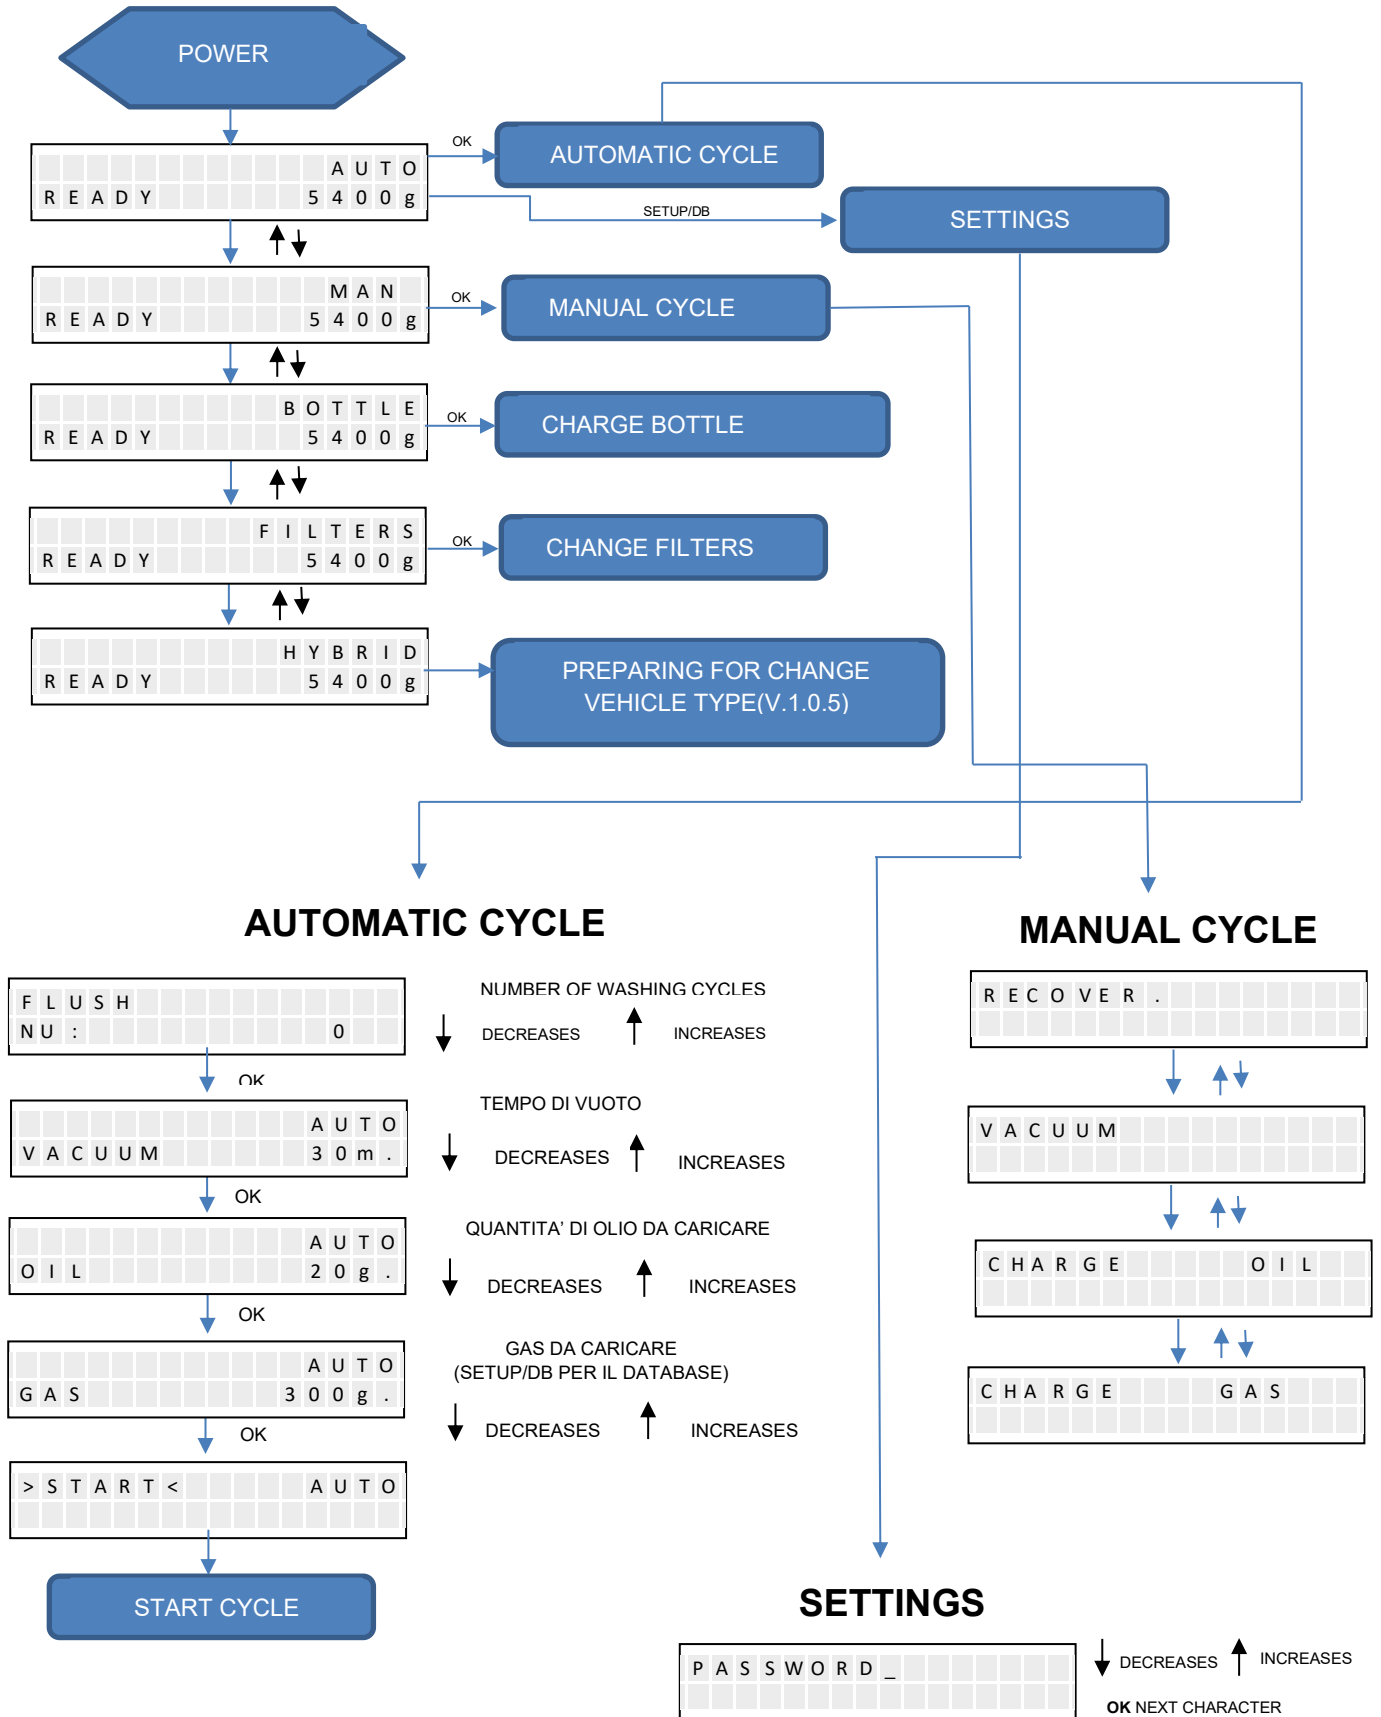 POWER
OK
AUTOMATIC CYCLE
AUTO
READY 5400g
SETUP/DB
SETTINGS
MAN
READY 5400g
OK
MANUAL CYCLE
BOTTLE
READY 5400g
OK
CHARGE BOTTLE
FILTERS
READY 5400g
OK
CHANGE FILTERS
HYBRID
READY 5400g
PREPARING FOR CHANGE
VEHICLE TYPE(V.1.0.5)
AUTOMATIC CYCLE
FLUSH
NU: 0
NUMBER OF WASHING CYCLES
DECREASES INCREASES
OK
AUTO
VACUUM 30m.
TEMPO DI VUOTO
DECREASES INCREASES
OK
AUTO
OIL 20g.
QUANTITA’ DI OLIO DA CARICARE
DECREASES INCREASES
OK
AUTO
GAS 300g.
GAS DA CARICARE
(SETUP/DB PER IL DATABASE)
DECREASES INCREASES
OK
>START< AUTO
START CYCLE
MANUAL CYCLE
RECOVER.
VACUUM
CHARGE OIL
CHARGE GAS
SETTINGS
PASSWORD_
DECREASES INCREASES
OK NEXT CHARACTER